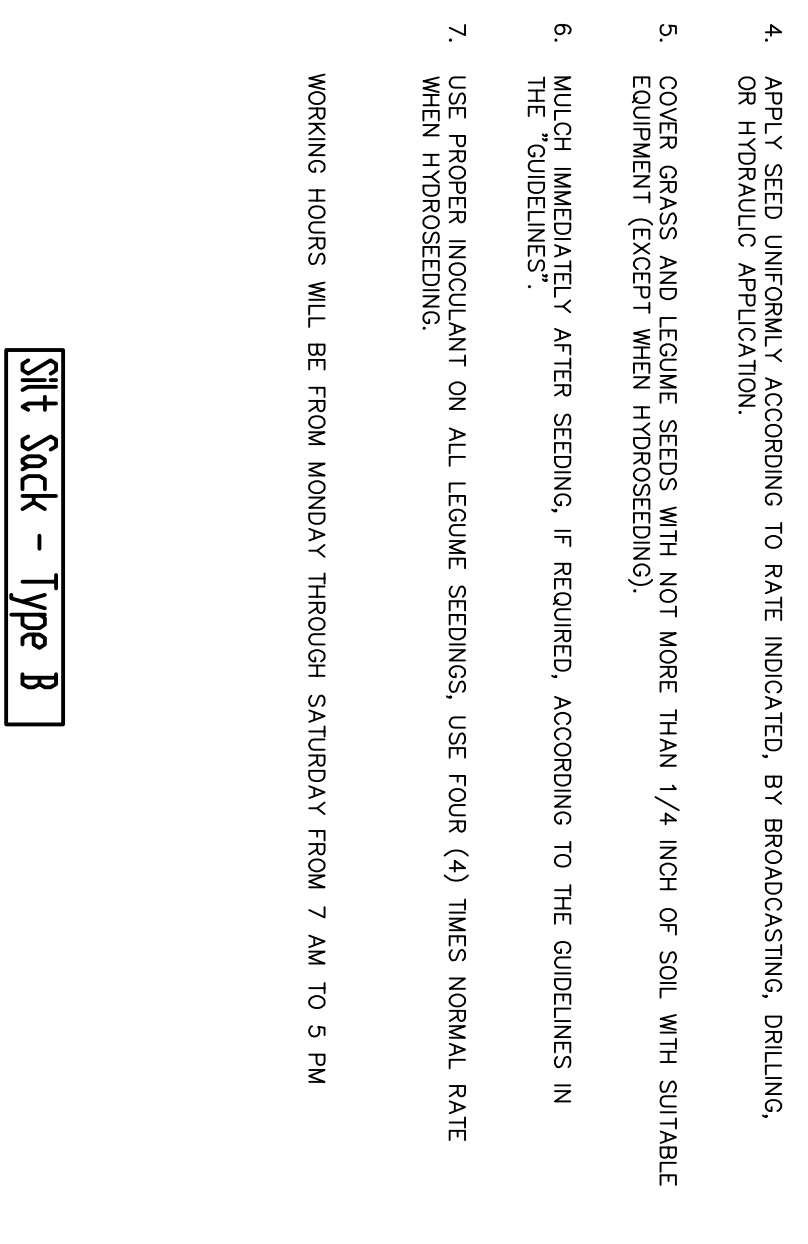 4. APPLY SEED UNIFORMLY ACCORDING TO RATE INDICATED, BY BROADCASTING, DRILLING,
OR HYDRAULIC APPLICATION.
5. COVER GRASS AND LEGUME SEEDS WITH NOT MORE THAN 1/4 INCH OF SOIL WITH SUITABLE
EQUIPMENT (EXCEPT WHEN HYDROSEEDING).
6. MULCH IMMEDIATELY AFTER SEEDING, IF REQUIRED, ACCORDING TO THE GUIDELINES IN
THE "GUIDELINES".
7. USE PROPER INOCULANT ON ALL LEGUME SEEDINGS, USE FOUR (4) TIMES NORMAL RATE
WHEN HYDROSEEDING.
WORKING HOURS WILL BE FROM MONDAY THROUGH SATURDAY FROM 7 AM TO 5 PM
Silt Sack - Type B